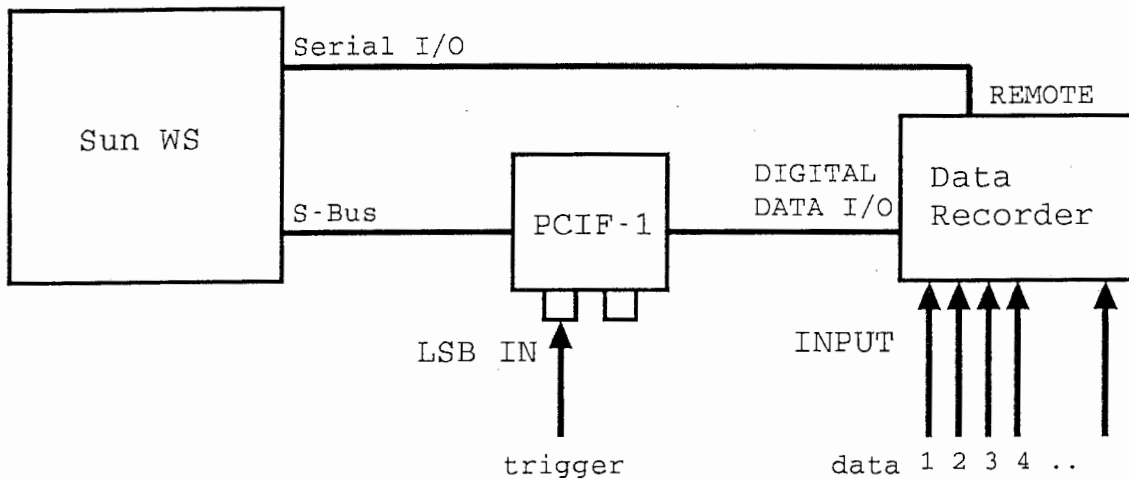 Serial I/O
REMOTE
Sun WS
DIGITAL
DATA I/O
Data
Recorder
S-Bus
PCIF-1
LSB IN
INPUT
trigger
data 1 2 3 4 ..